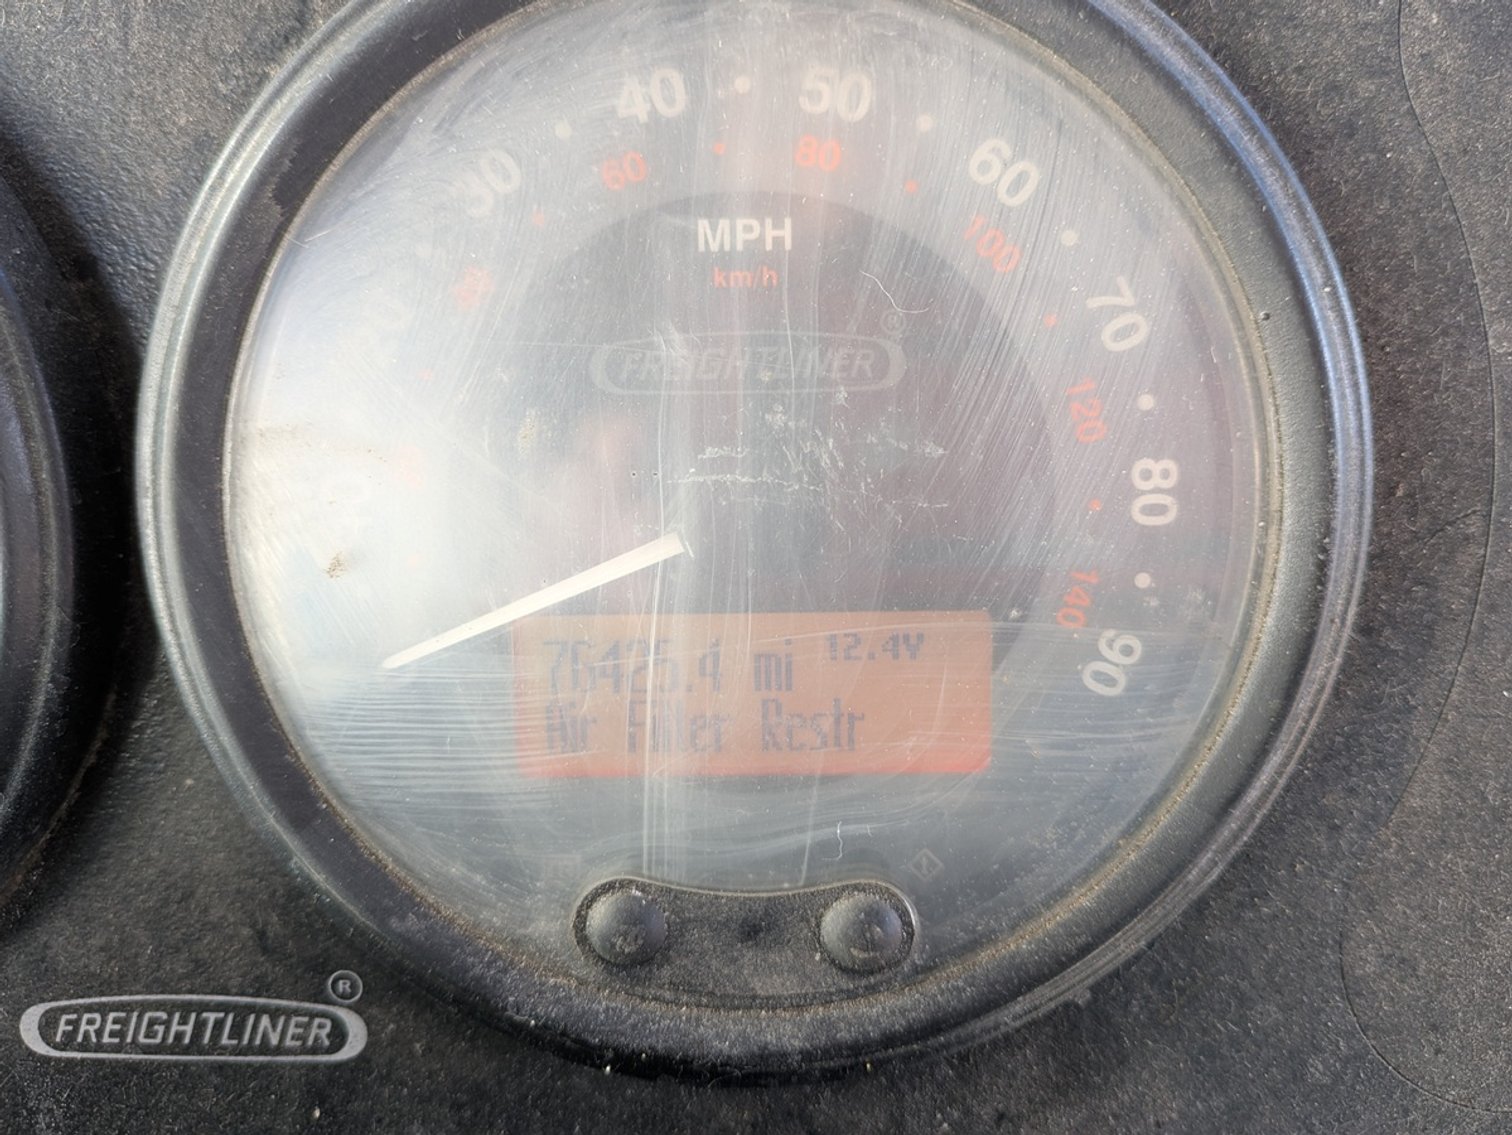 40 50
30 60
60 80
100
MPH
km/h
70
FREIGHTLINER ®
120
80
140
76425.4 mi 12.4V
90
Air Filter Restr
FREIGHTLINER ®